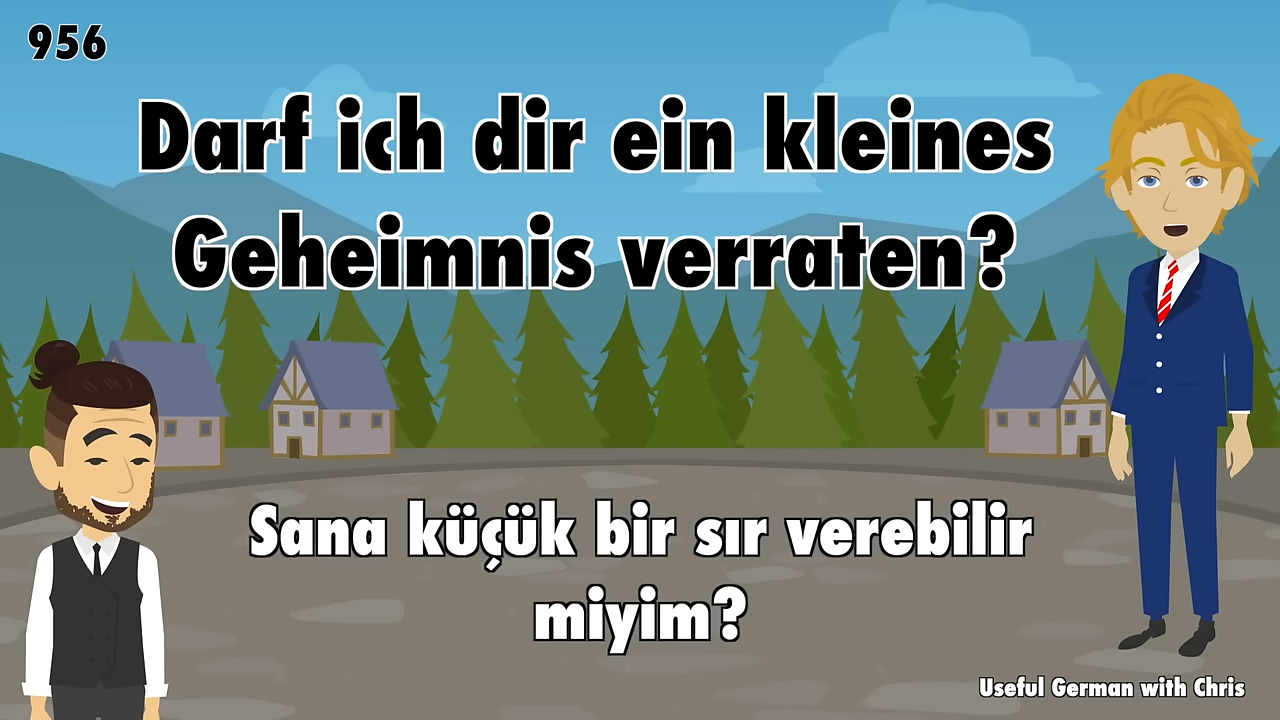 956
Darf ich dir ein kleines
Geheimnis verraten?
Sana küçük bir sır verebilir
miyim?
Useful German with Chris